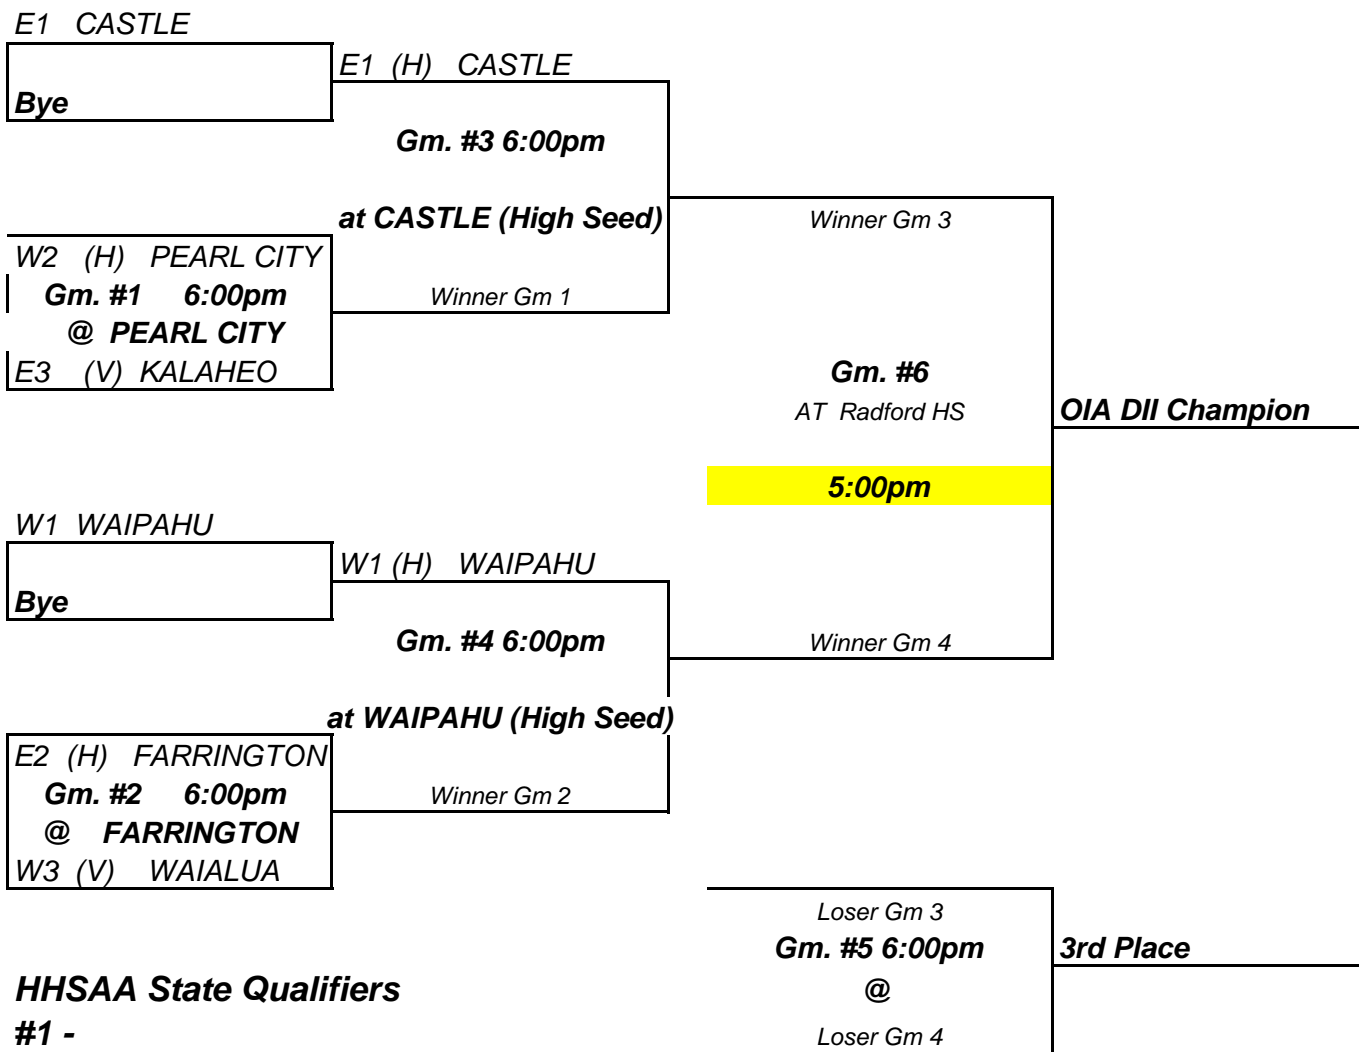 E1 CASTLE
E1 (H) CASTLE
Bye
Gm. #3 6:00pm
at CASTLE (High Seed)
Winner Gm 3
W2 (H) PEARL CITY
Gm. #1 6:00pm
Winner Gm 1
@ PEARL CITY
E3 (V) KALAHEO
Gm. #6
AT Radford HS
OIA DII Champion
5:00pm
W1 WAIPAHU
W1 (H) WAIPAHU
Bye
Gm. #4 6:00pm
Winner Gm 4
at WAIPAHU (High Seed)
E2 (H) FARRINGTON
Gm. #2 6:00pm
Winner Gm 2
@ FARRINGTON
W3 (V) WAIALUA
Loser Gm 3
Gm. #5 6:00pm
3rd Place
HHSAA State Qualifiers
@
#1 -
Loser Gm 4